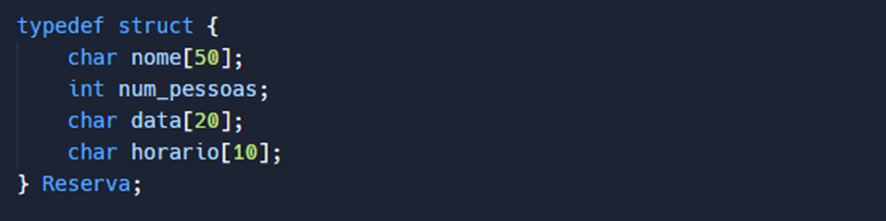 typedef struct {
    char nome[50];
    int num_pessoas;
    char data[20];
    char horario[10];
} Reserva;